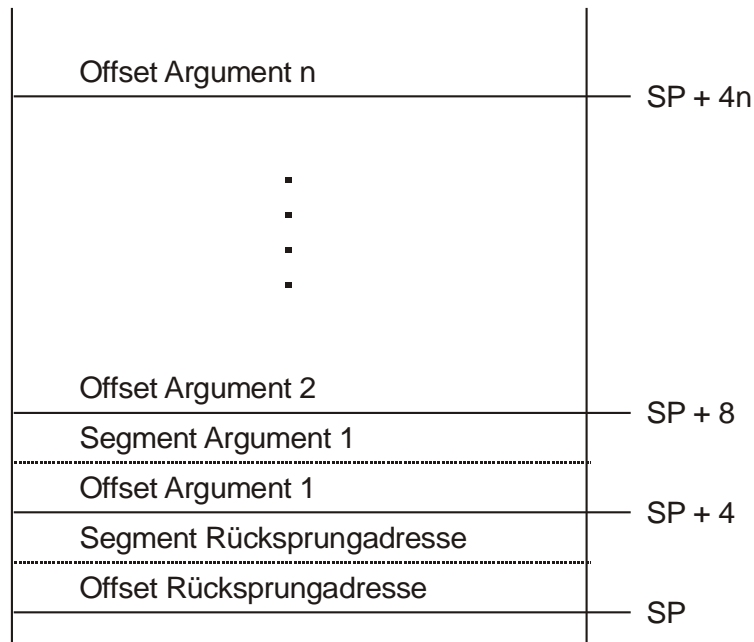 Offset Argument n
SP + 4n
Offset Argument 2
SP + 8
Segment Argument 1
Offset Argument 1
SP + 4
Segment Rücksprungadresse
Offset Rücksprungadresse
SP